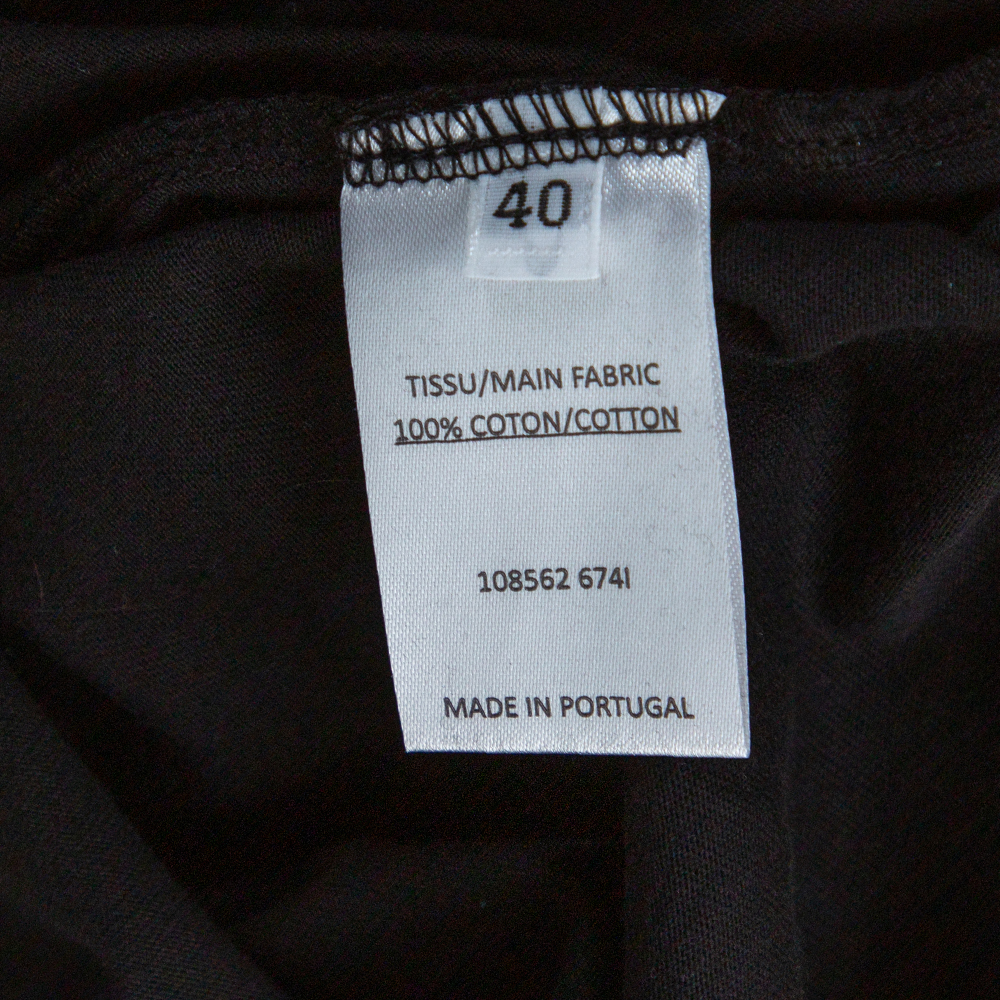 40
TISSU/MAIN FABRIC
100% COTON/COTTON
108562 674I
MADE IN PORTUGAL